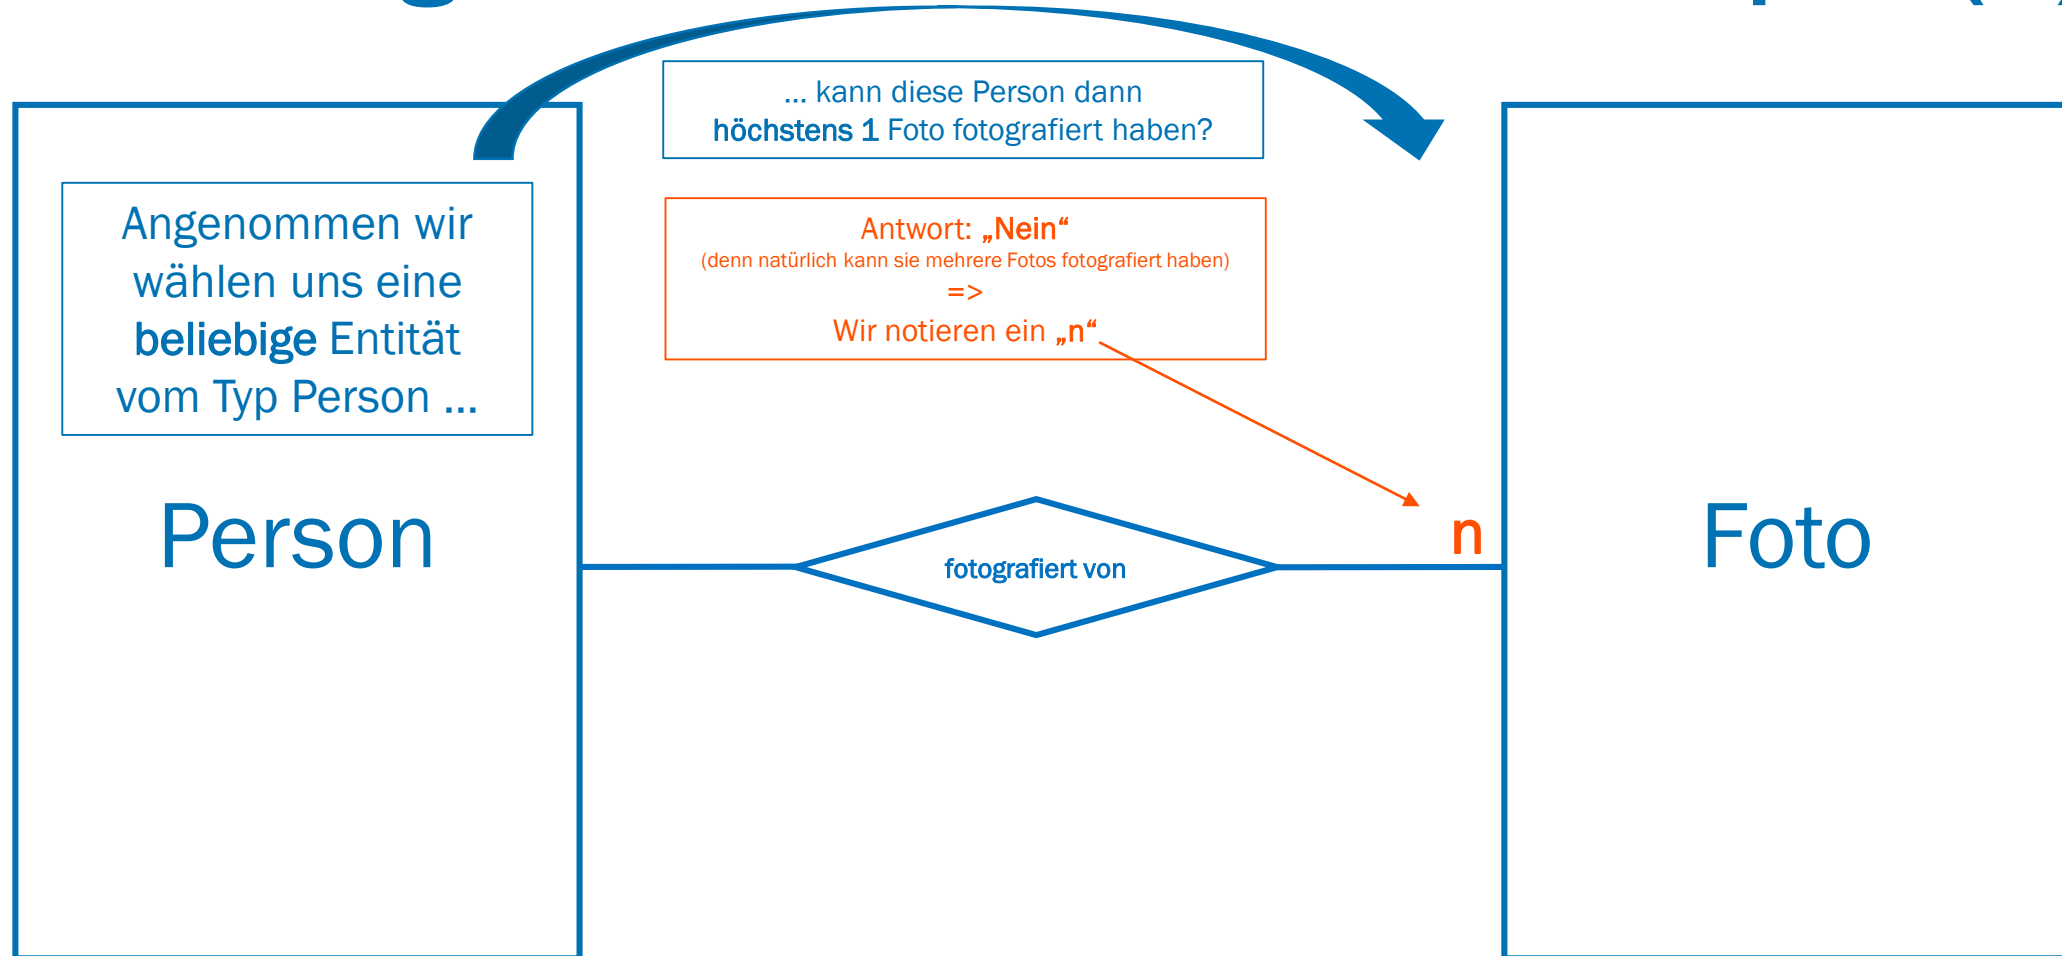 Angenommen wir
wählen uns eine
beliebige Entität
vom Typ Person ...
... kann diese Person dann
höchstens 1 Foto fotografiert haben?
Antwort: „Nein“
(denn natürlich kann sie mehrere Fotos fotografiert haben)
=>
Wir notieren ein „n“
Person
fotografiert von
n
Foto